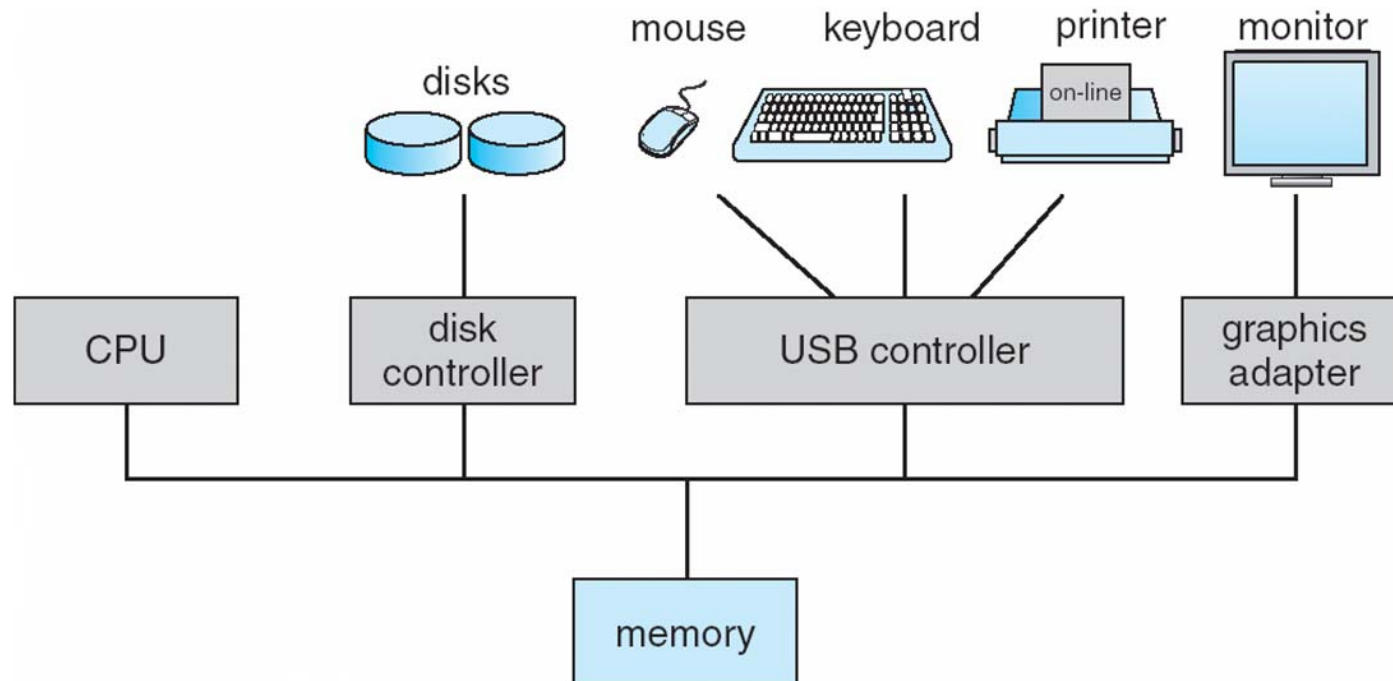 mouse
keyboard
printer
monitor
disks
on-line
CPU
disk
controller
USB controller
graphics
adapter
memory